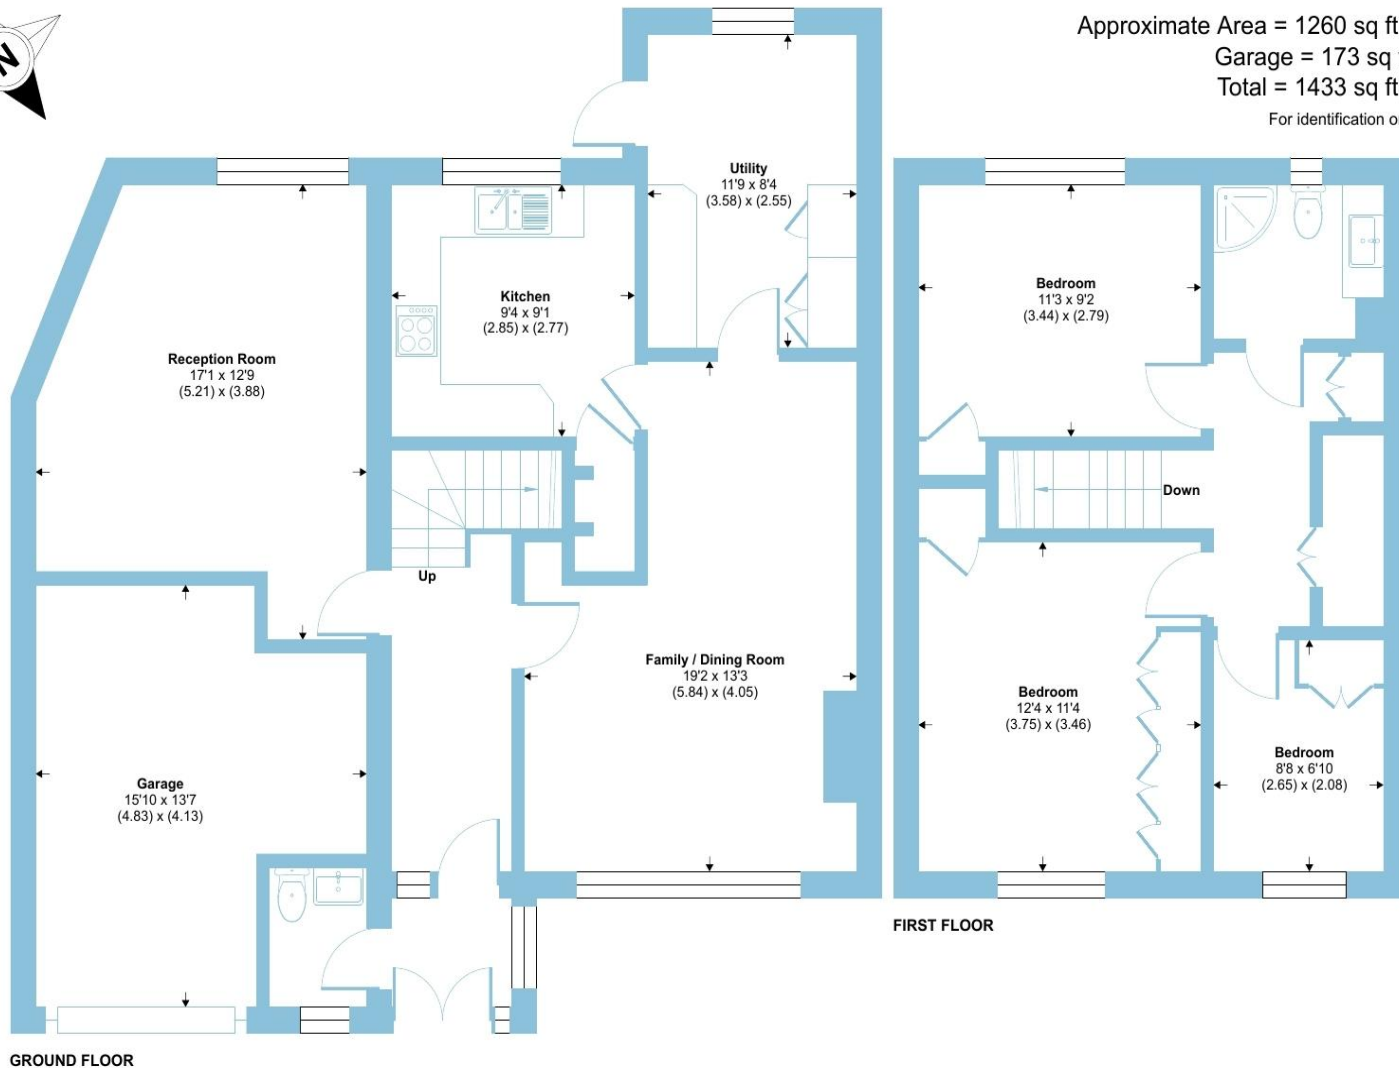 N
Approximate Area = 1260 sq ft
Garage = 173 sq
Total = 1433 sq ft
For identification
Utility
11'9 x 8'4
(3.58) x (2.55)
Kitchen
9'4 x 9'1
(2.85) x (2.77)
Reception Room
17'1 x 12'9
(5.21) x (3.88)
Up
Family / Dining Room
19'2 x 13'3
(5.84) x (4.05)
Garage
15'10 x 13'7
(4.83) x (4.13)
GROUND FLOOR
Bedroom
11'3 x 9'2
(3.44) x (2.79)
Down
Bedroom
12'4 x 11'4
(3.75) x (3.46)
Bedroom
8'8 x 6'10
(2.65) x (2.08)
FIRST FLOOR